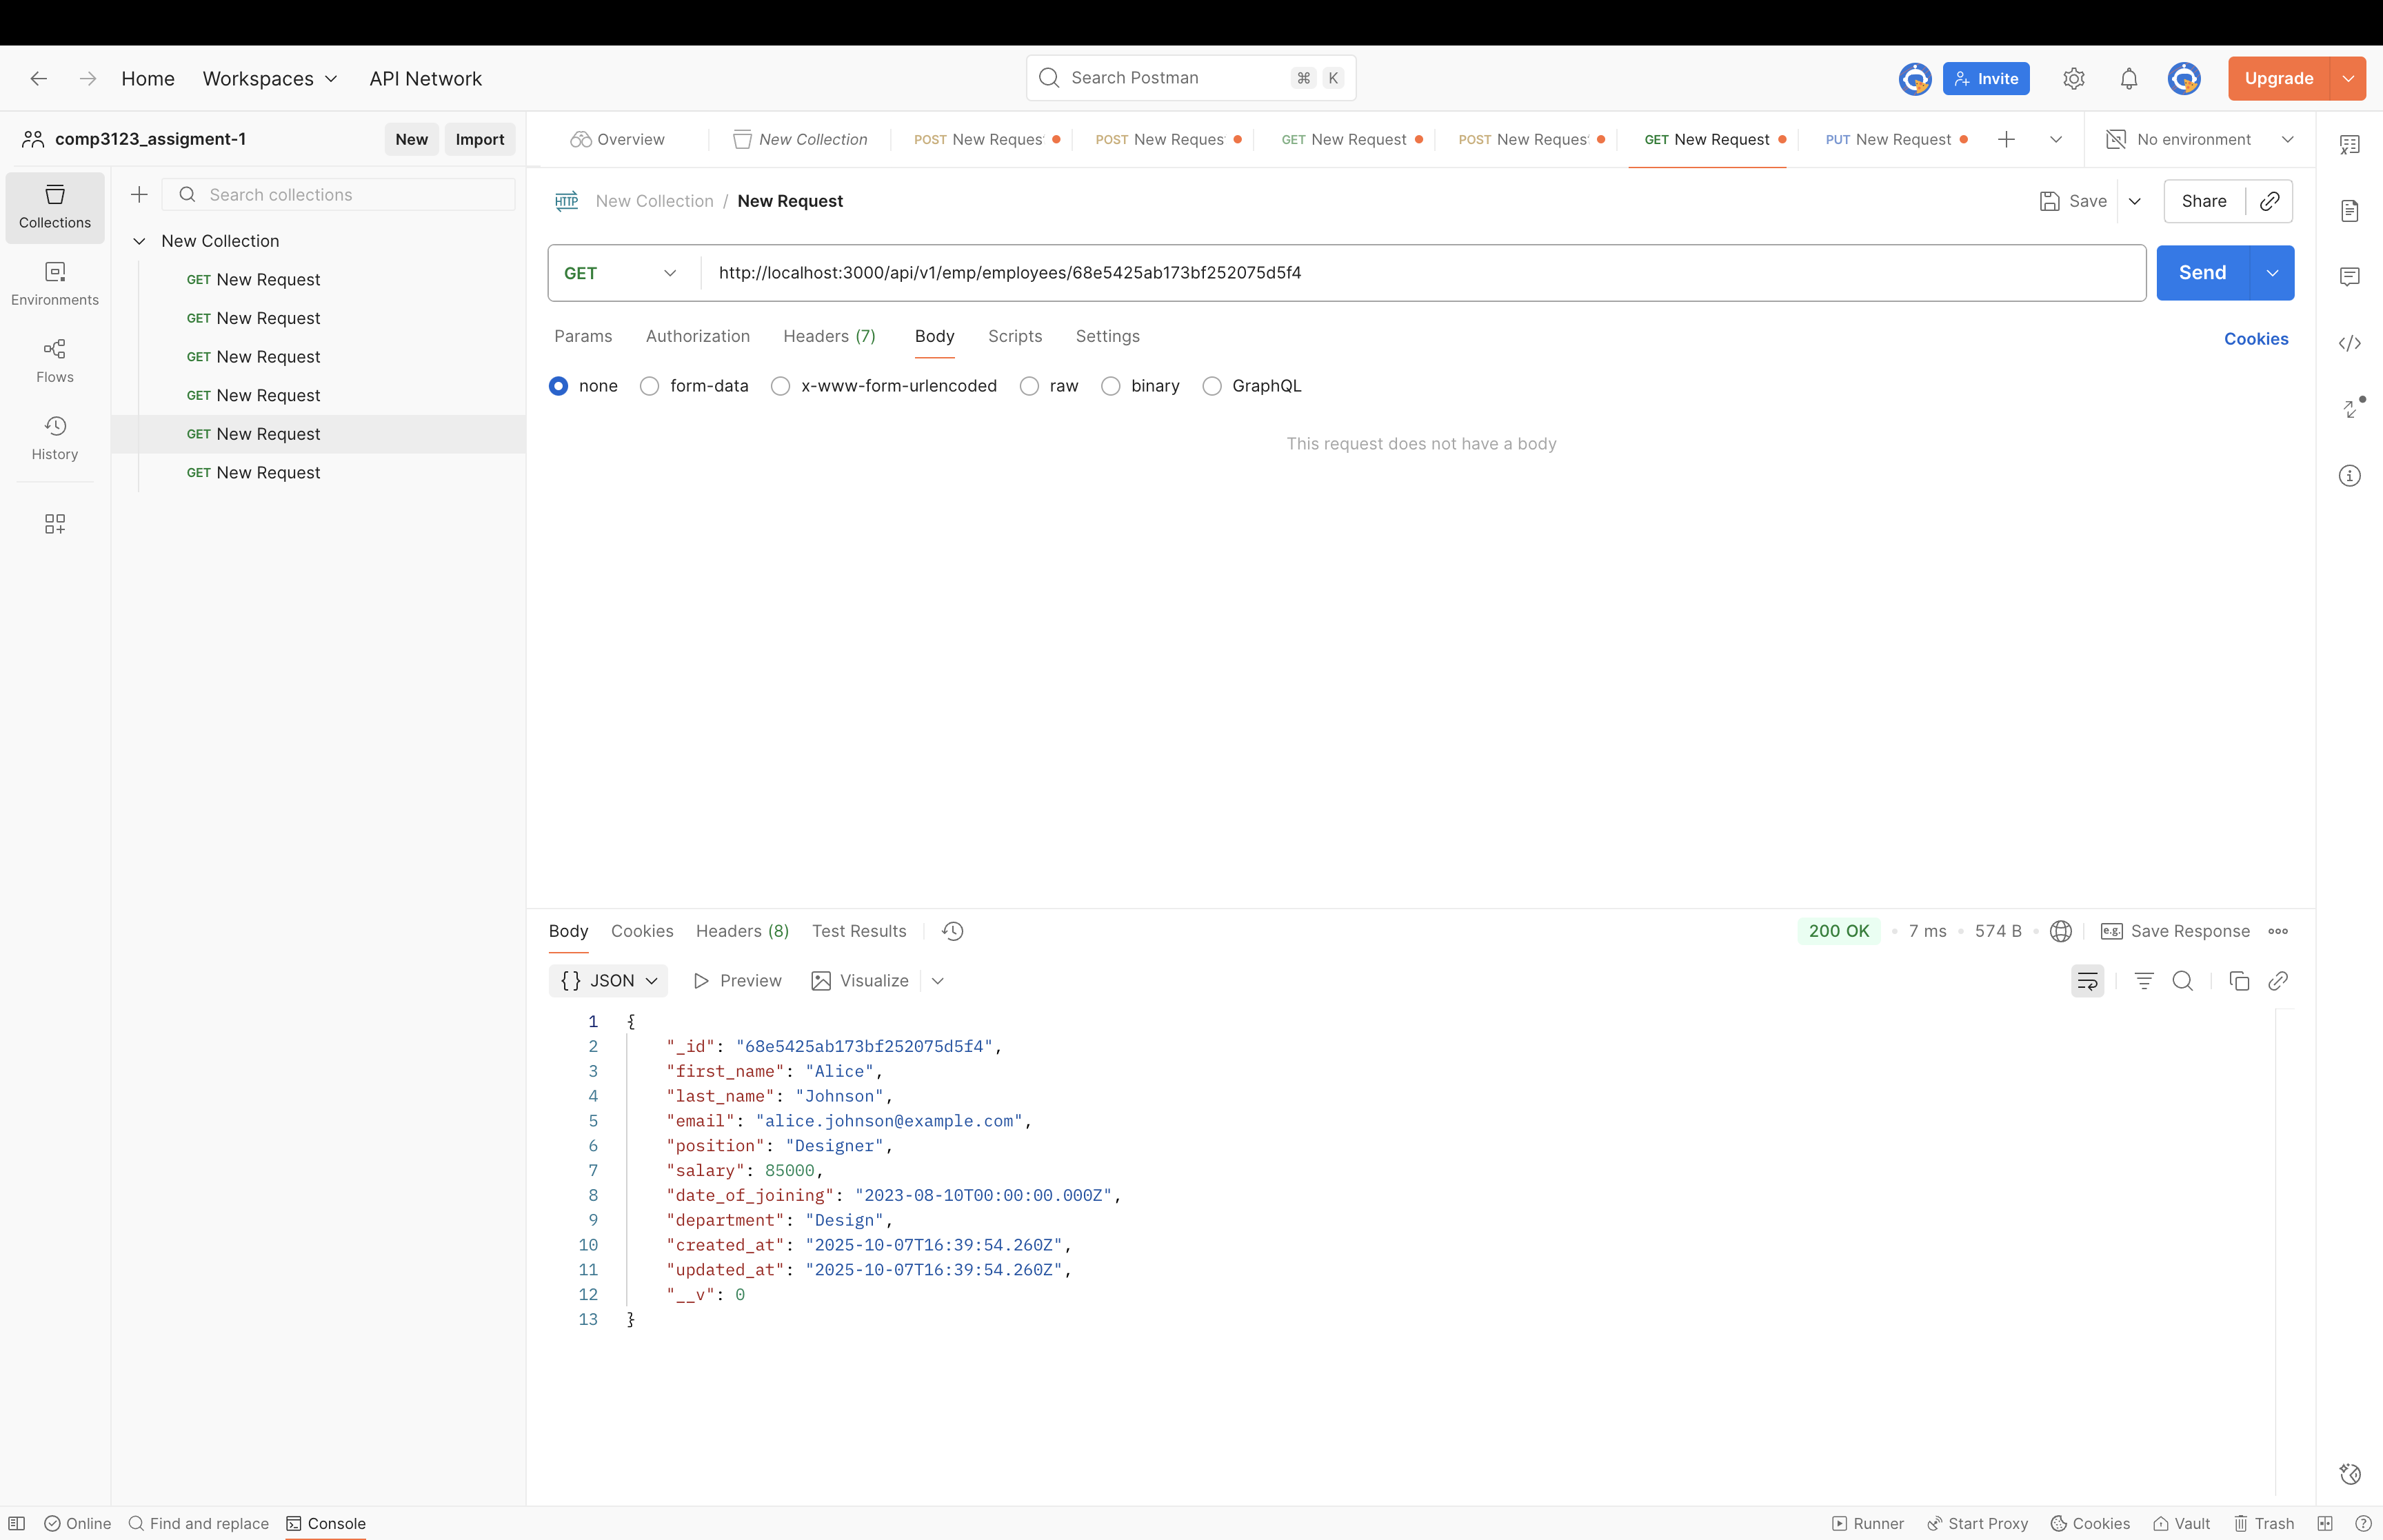 Home Workspaces API Network Search Postman ⌘ K Invite Upgrade
comp3123_assigment-1 New Import
Overview New Collection POST New Reques POST New Reques GET New Request POST New Reques GET New Request PUT New Request No environment
Collections
Environments
Flows
History
Search collections
New Collection
GET New Request
GET New Request
GET New Request
GET New Request
GET New Request
GET New Request
HTTP New Collection / New Request Save Share
GET http://localhost:3000/api/v1/emp/employees/68e5425ab173bf252075d5f4 Send
Params Authorization Headers (7) Body Scripts Settings Cookies
none form-data x-www-form-urlencoded raw binary GraphQL
This request does not have a body
Body Cookies Headers (8) Test Results 200 OK • 7 ms • 574 B • e.g. Save Response
{} JSON Preview Visualize
1 {
2 "_id": "68e5425ab173bf252075d5f4",
3 "first_name": "Alice",
4 "last_name": "Johnson",
5 "email": "alice.johnson@example.com",
6 "position": "Designer",
7 "salary": 85000,
8 "date_of_joining": "2023-08-10T00:00:00.000Z",
9 "department": "Design",
10 "created_at": "2025-10-07T16:39:54.260Z",
11 "updated_at": "2025-10-07T16:39:54.260Z",
12 "__v": 0
13 }
Online Find and replace Console Runner Start Proxy Cookies Vault Trash